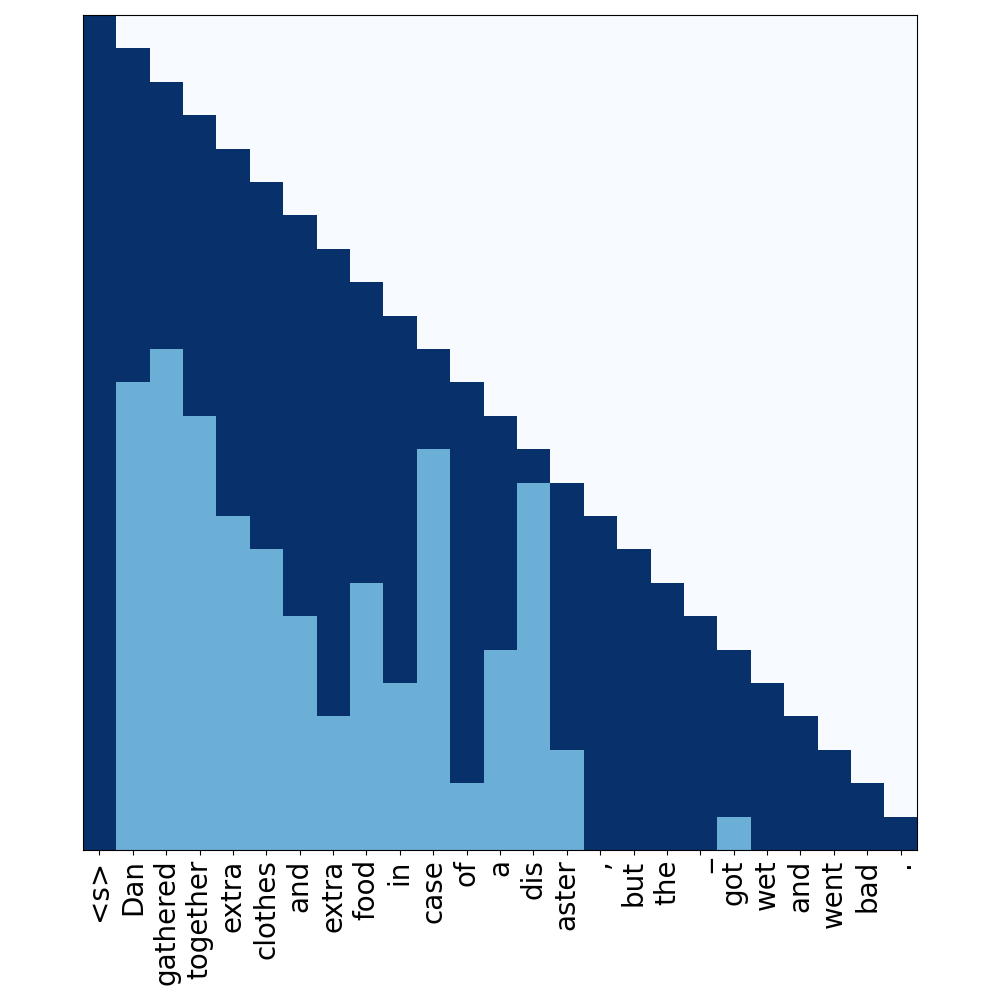 <s>
Dan
gathered
together
extra
clothes
and
extra
food
in
case
of
a
dis
aster
,
but
the
_
got
wet
and
went
bad
.